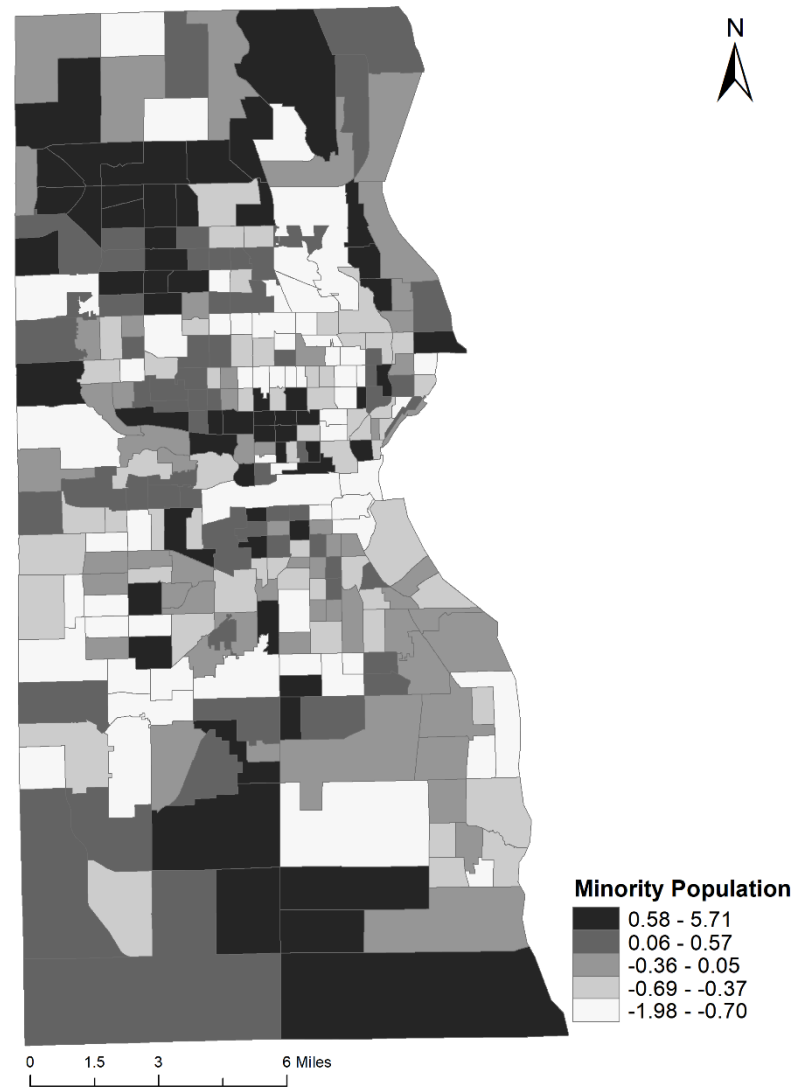 N
Minority Population
0.58 - 5.71
0.06 - 0.57
-0.36 - 0.05
-0.69 - -0.37
-1.98 - -0.70
0 1.5 3 6 Miles